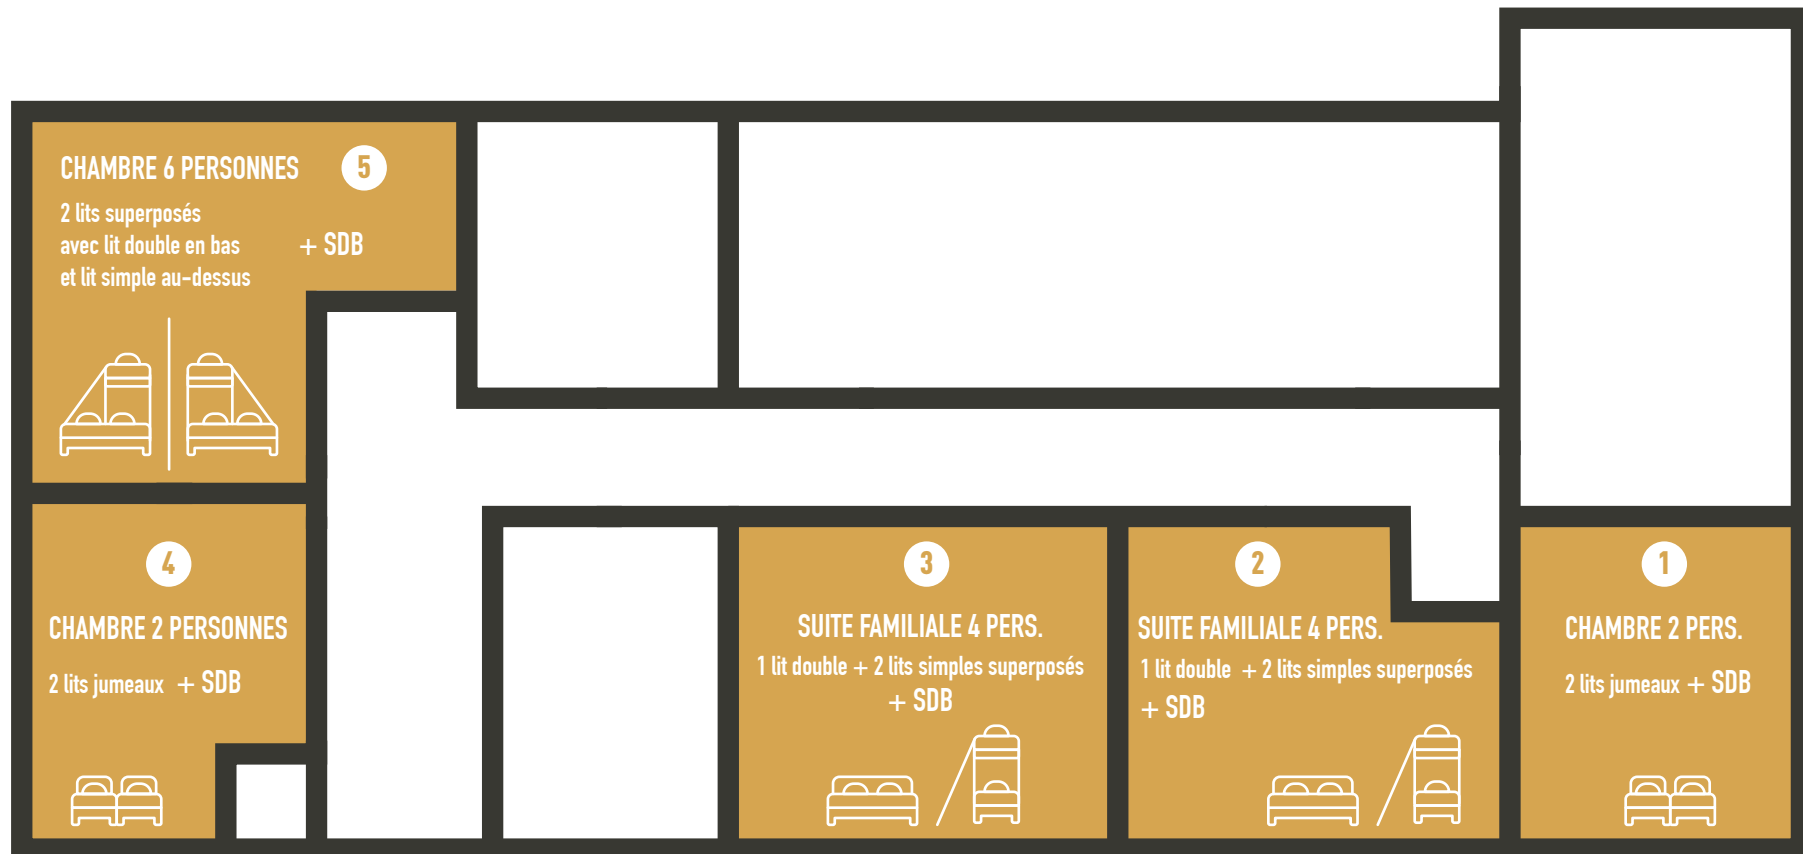 CHAMBRE 6 PERSONNES 5
2 lits superposés
avec lit double en bas + SDB
et lit simple au-dessus
4
CHAMBRE 2 PERSONNES
2 lits jumeaux + SDB
3
SUITE FAMILIALE 4 PERS.
1 lit double + 2 lits simples superposés
+ SDB
2
SUITE FAMILIALE 4 PERS.
1 lit double + 2 lits simples superposés
+ SDB
1
CHAMBRE 2 PERS.
2 lits jumeaux + SDB